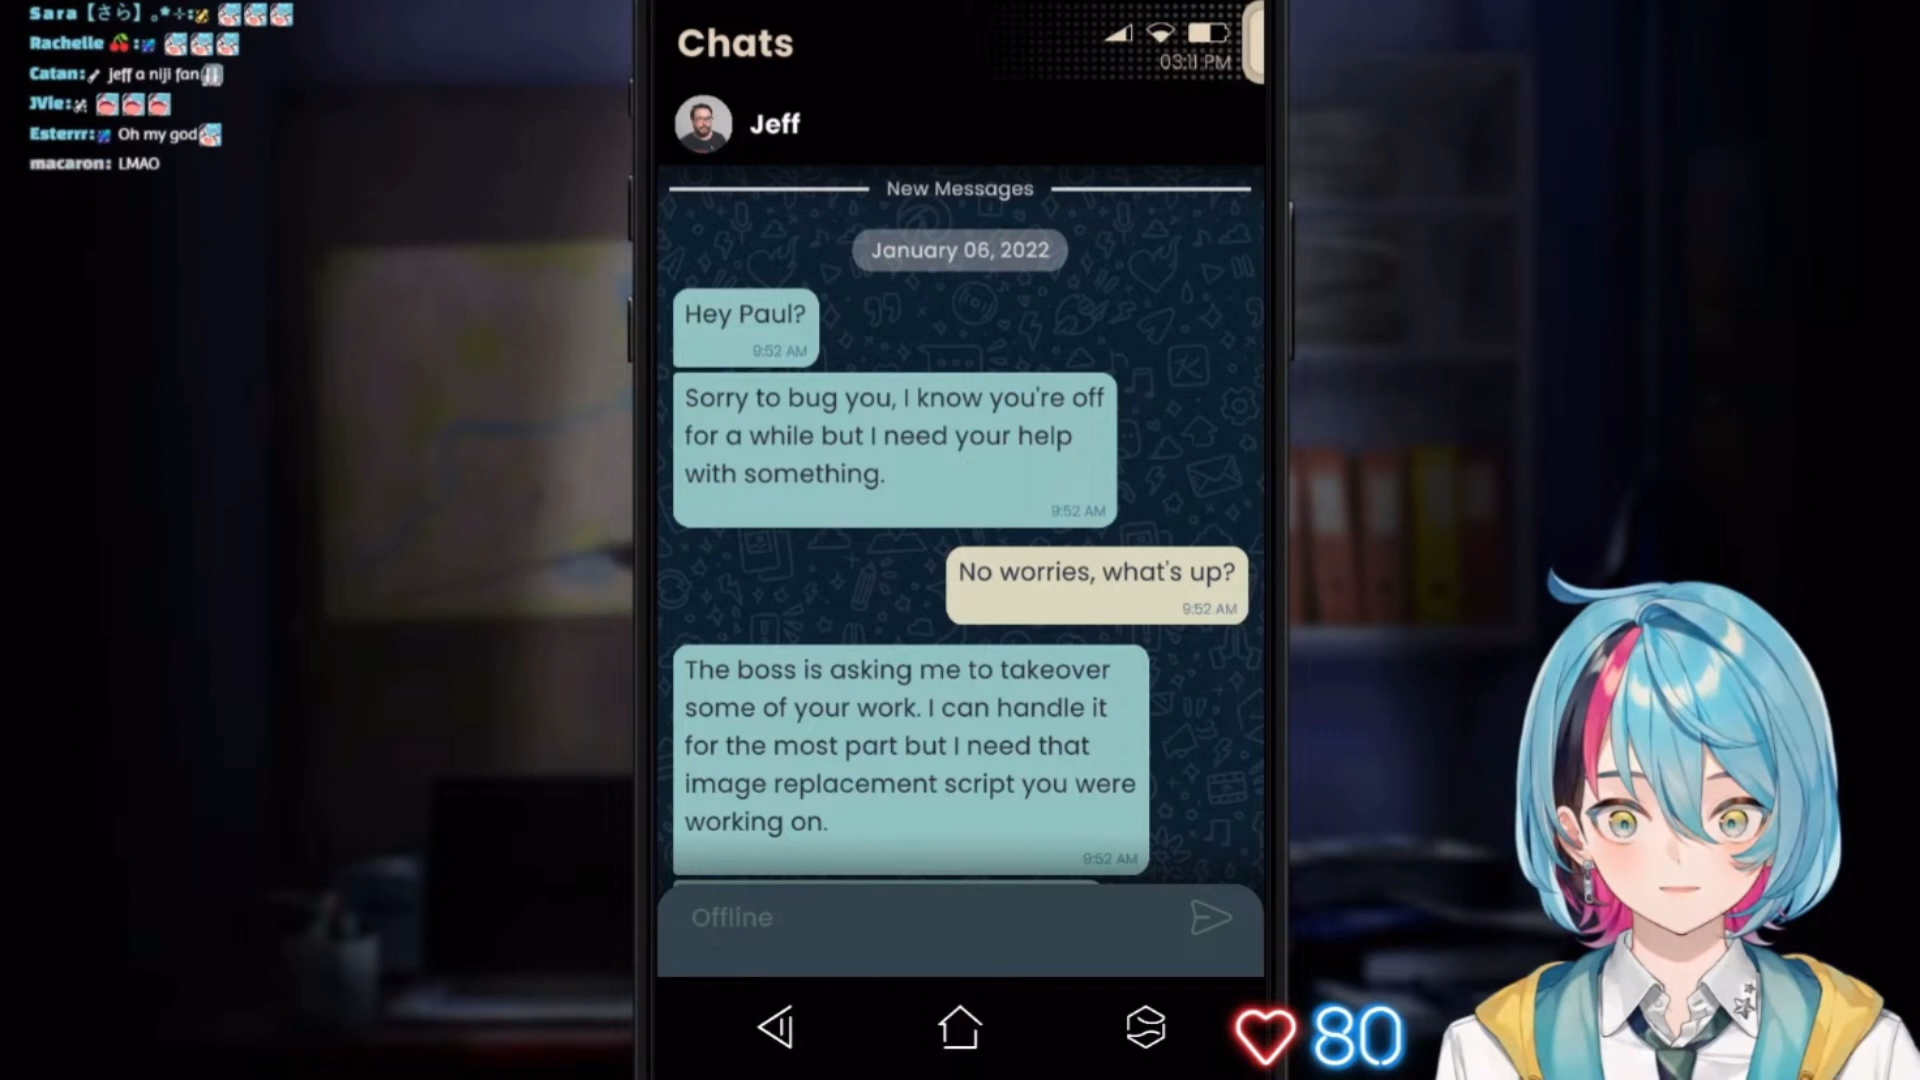 Sara【さら】｡*⊹:
Rachelle 🍒:
Catan: jeff a niji fan
JVie:
Esterrr: Oh my god
macaron: LMAO
Chats
03:11 PM
Jeff
New Messages
January 06, 2022
Hey Paul?
9:52 AM
Sorry to bug you, I know you're off
for a while but I need your help
with something.
9:52 AM
No worries, what's up?
9:52 AM
The boss is asking me to takeover
some of your work. I can handle it
for the most part but I need that
image replacement script you were
working on.
9:52 AM
Offline
80